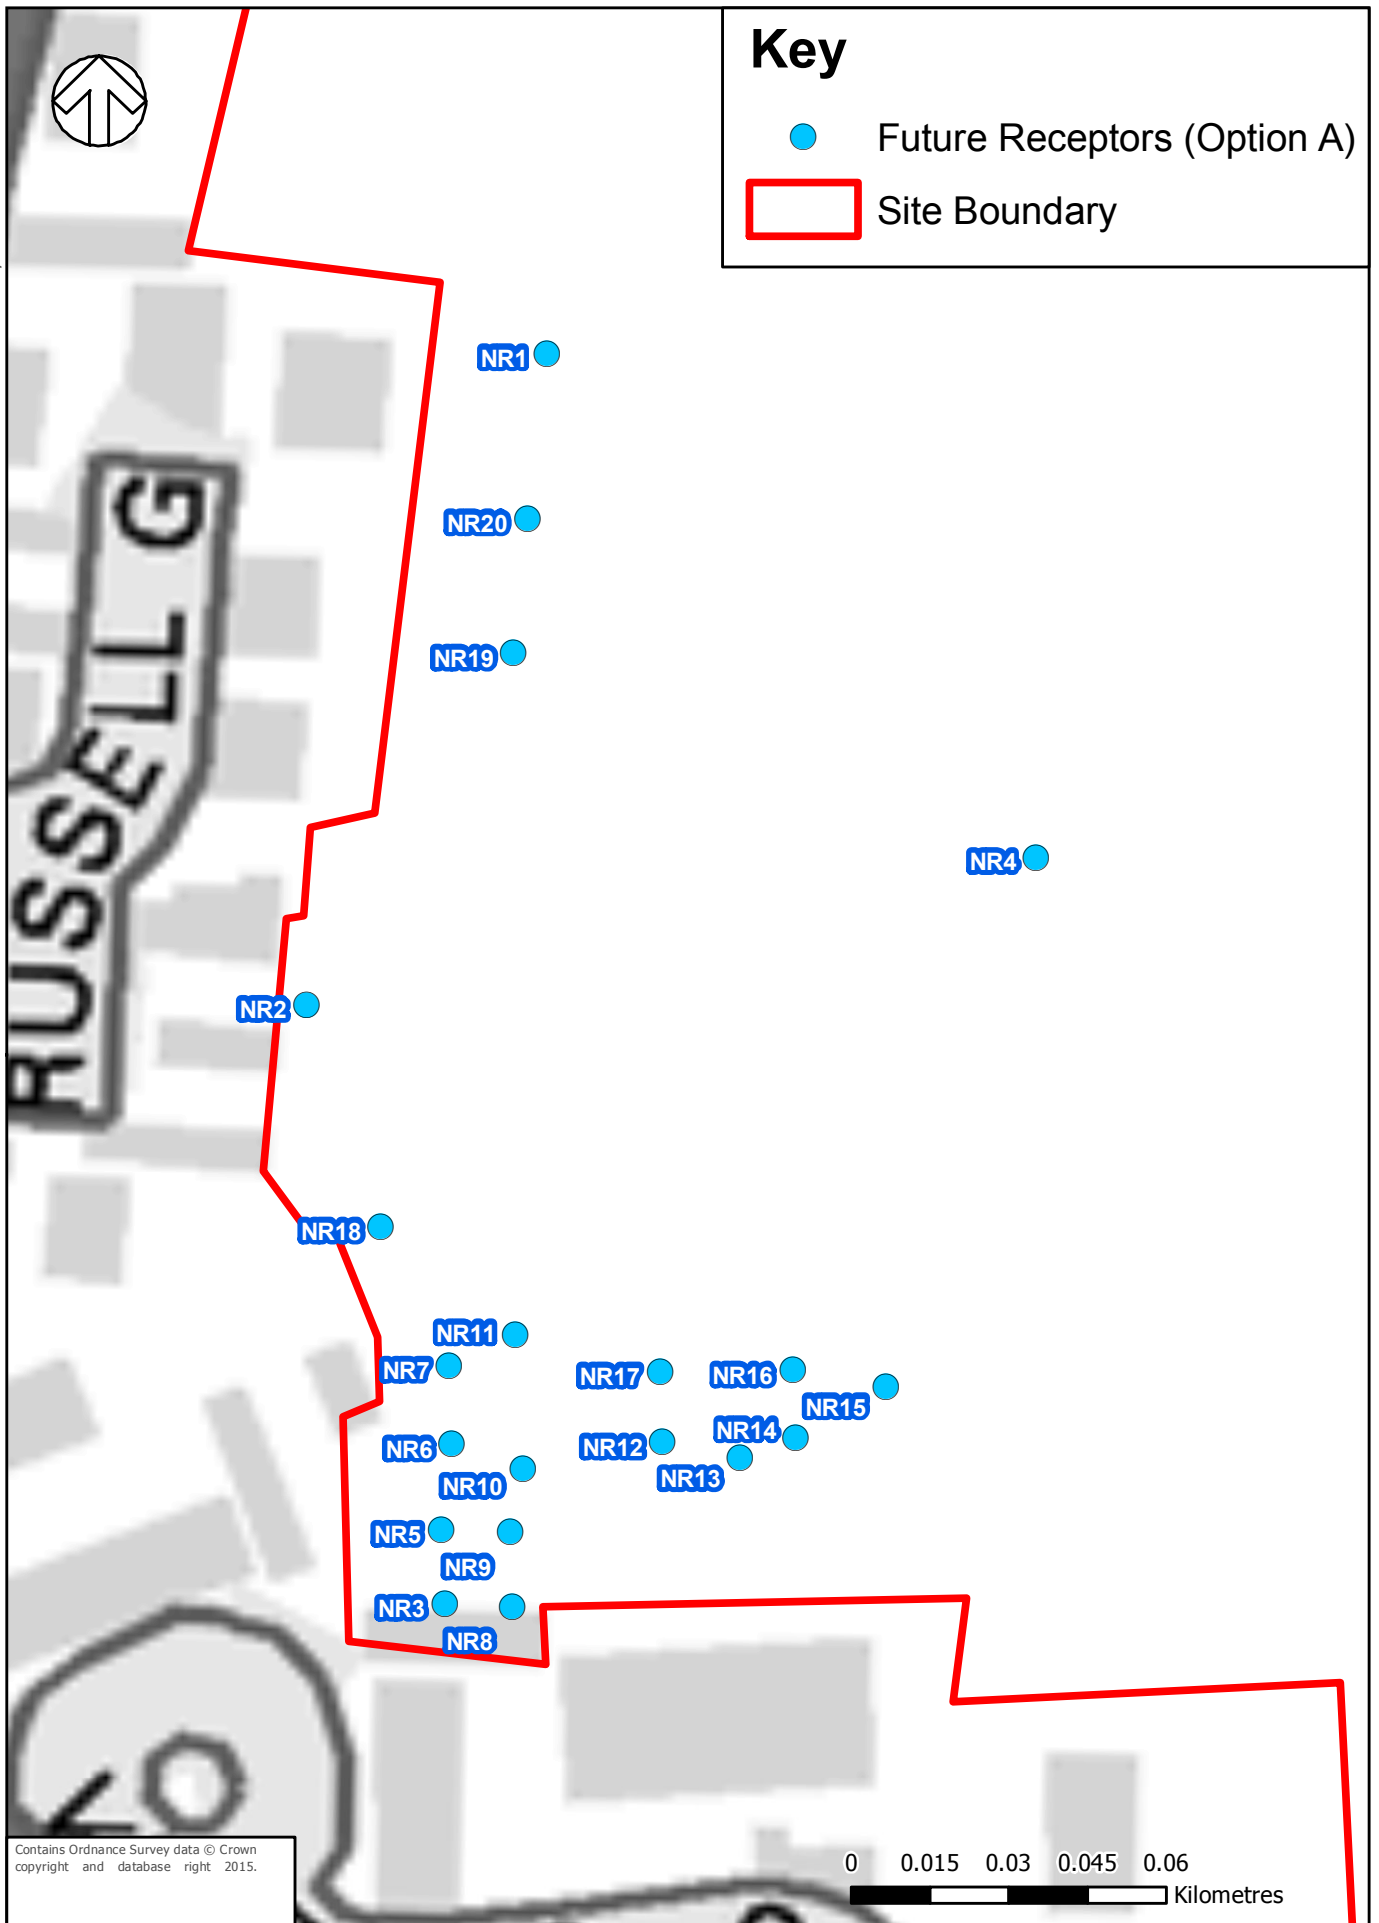 Key
Future Receptors (Option A)
Site Boundary
NR1
NR20
NR19
RUSSELL G
NR4
NR2
NR18
NR11
NR7
NR17
NR16
NR15
NR14
NR6
NR12
NR13
NR10
NR5
NR9
NR3
NR8
Contains Ordnance Survey data © Crown
copyright and database right 2015.
0 0.015 0.03 0.045 0.06
Kilometres